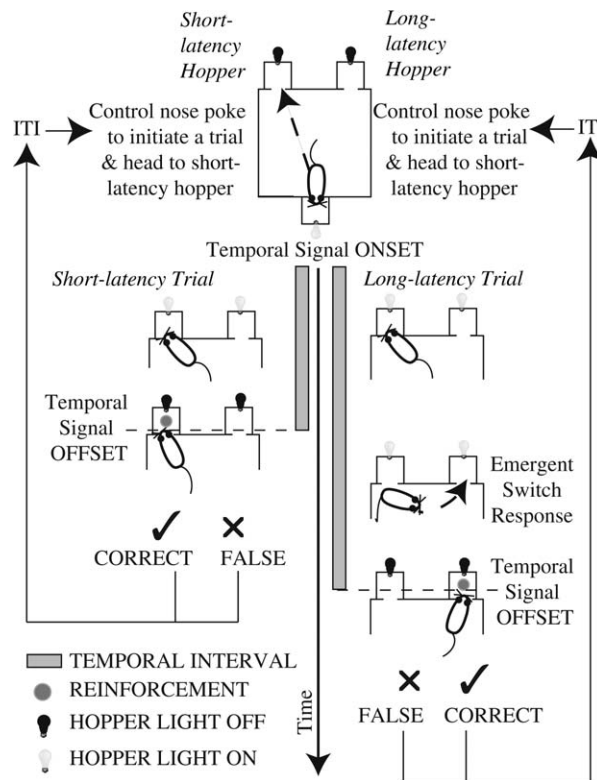 Short-
latency
Hopper
Long-
latency
Hopper
ITI
Control nose poke
to initiate a trial
& head to short-
latency hopper
Control nose poke
to initiate a trial
& head to short-
latency hopper
IT
Temporal Signal ONSET
Short-latency Trial
Long-latency Trial
Temporal
Signal
OFFSET
Emergent
Switch
Response
CORRECT
FALSE
Temporal
Signal
OFFSET
TEMPORAL INTERVAL
REINFORCEMENT
HOPPER LIGHT OFF
HOPPER LIGHT ON
Time
FALSE
CORRECT